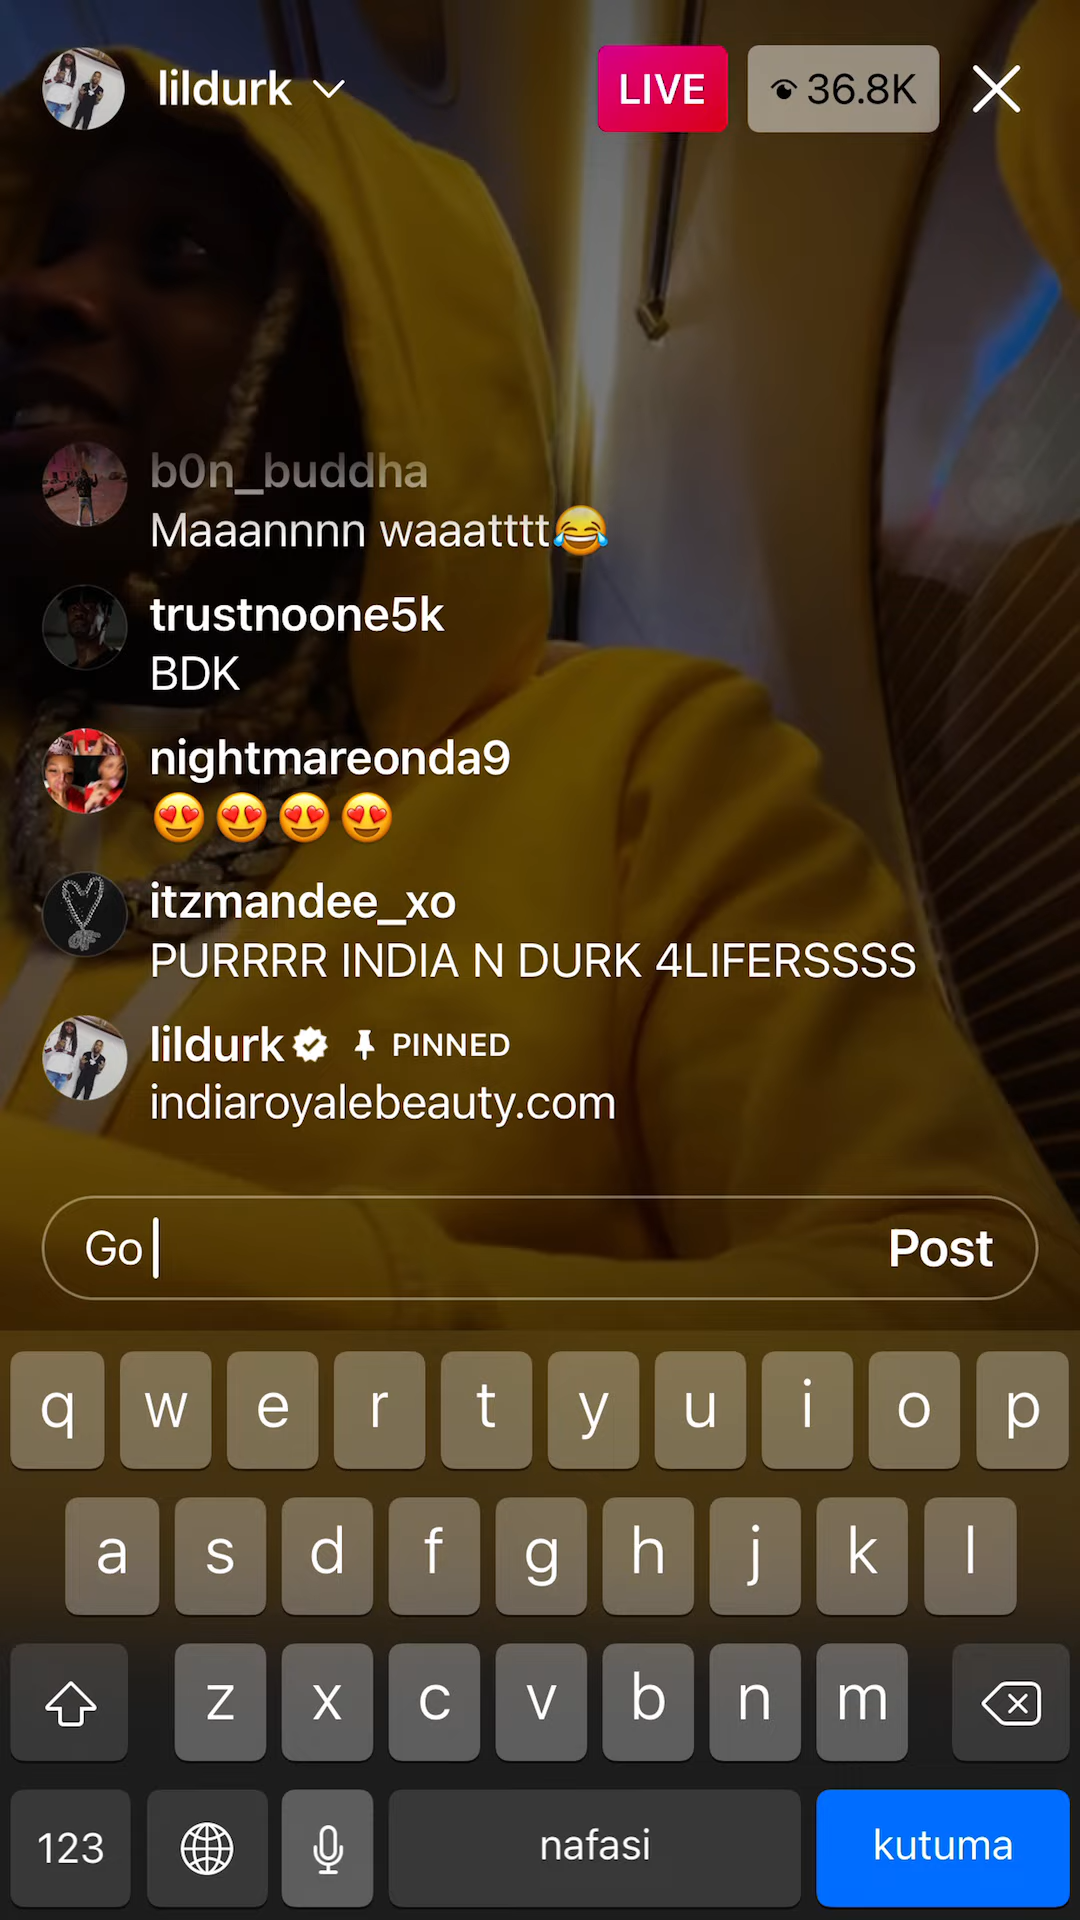 lildurk
LIVE
36.8K
b0n_buddha
Maaannnn waaatttt😂
trustnoone5k
BDK
nightmareonda9
😍😍😍😍
itzmandee_xo
PURRRR INDIA N DURK 4LIFERSSSS
lildurk PINNED
indiaroyalebeauty.com
Go
Post
q w e r t y u i o p
a s d f g h j k l
z x c v b n m
123 nafasi kutuma